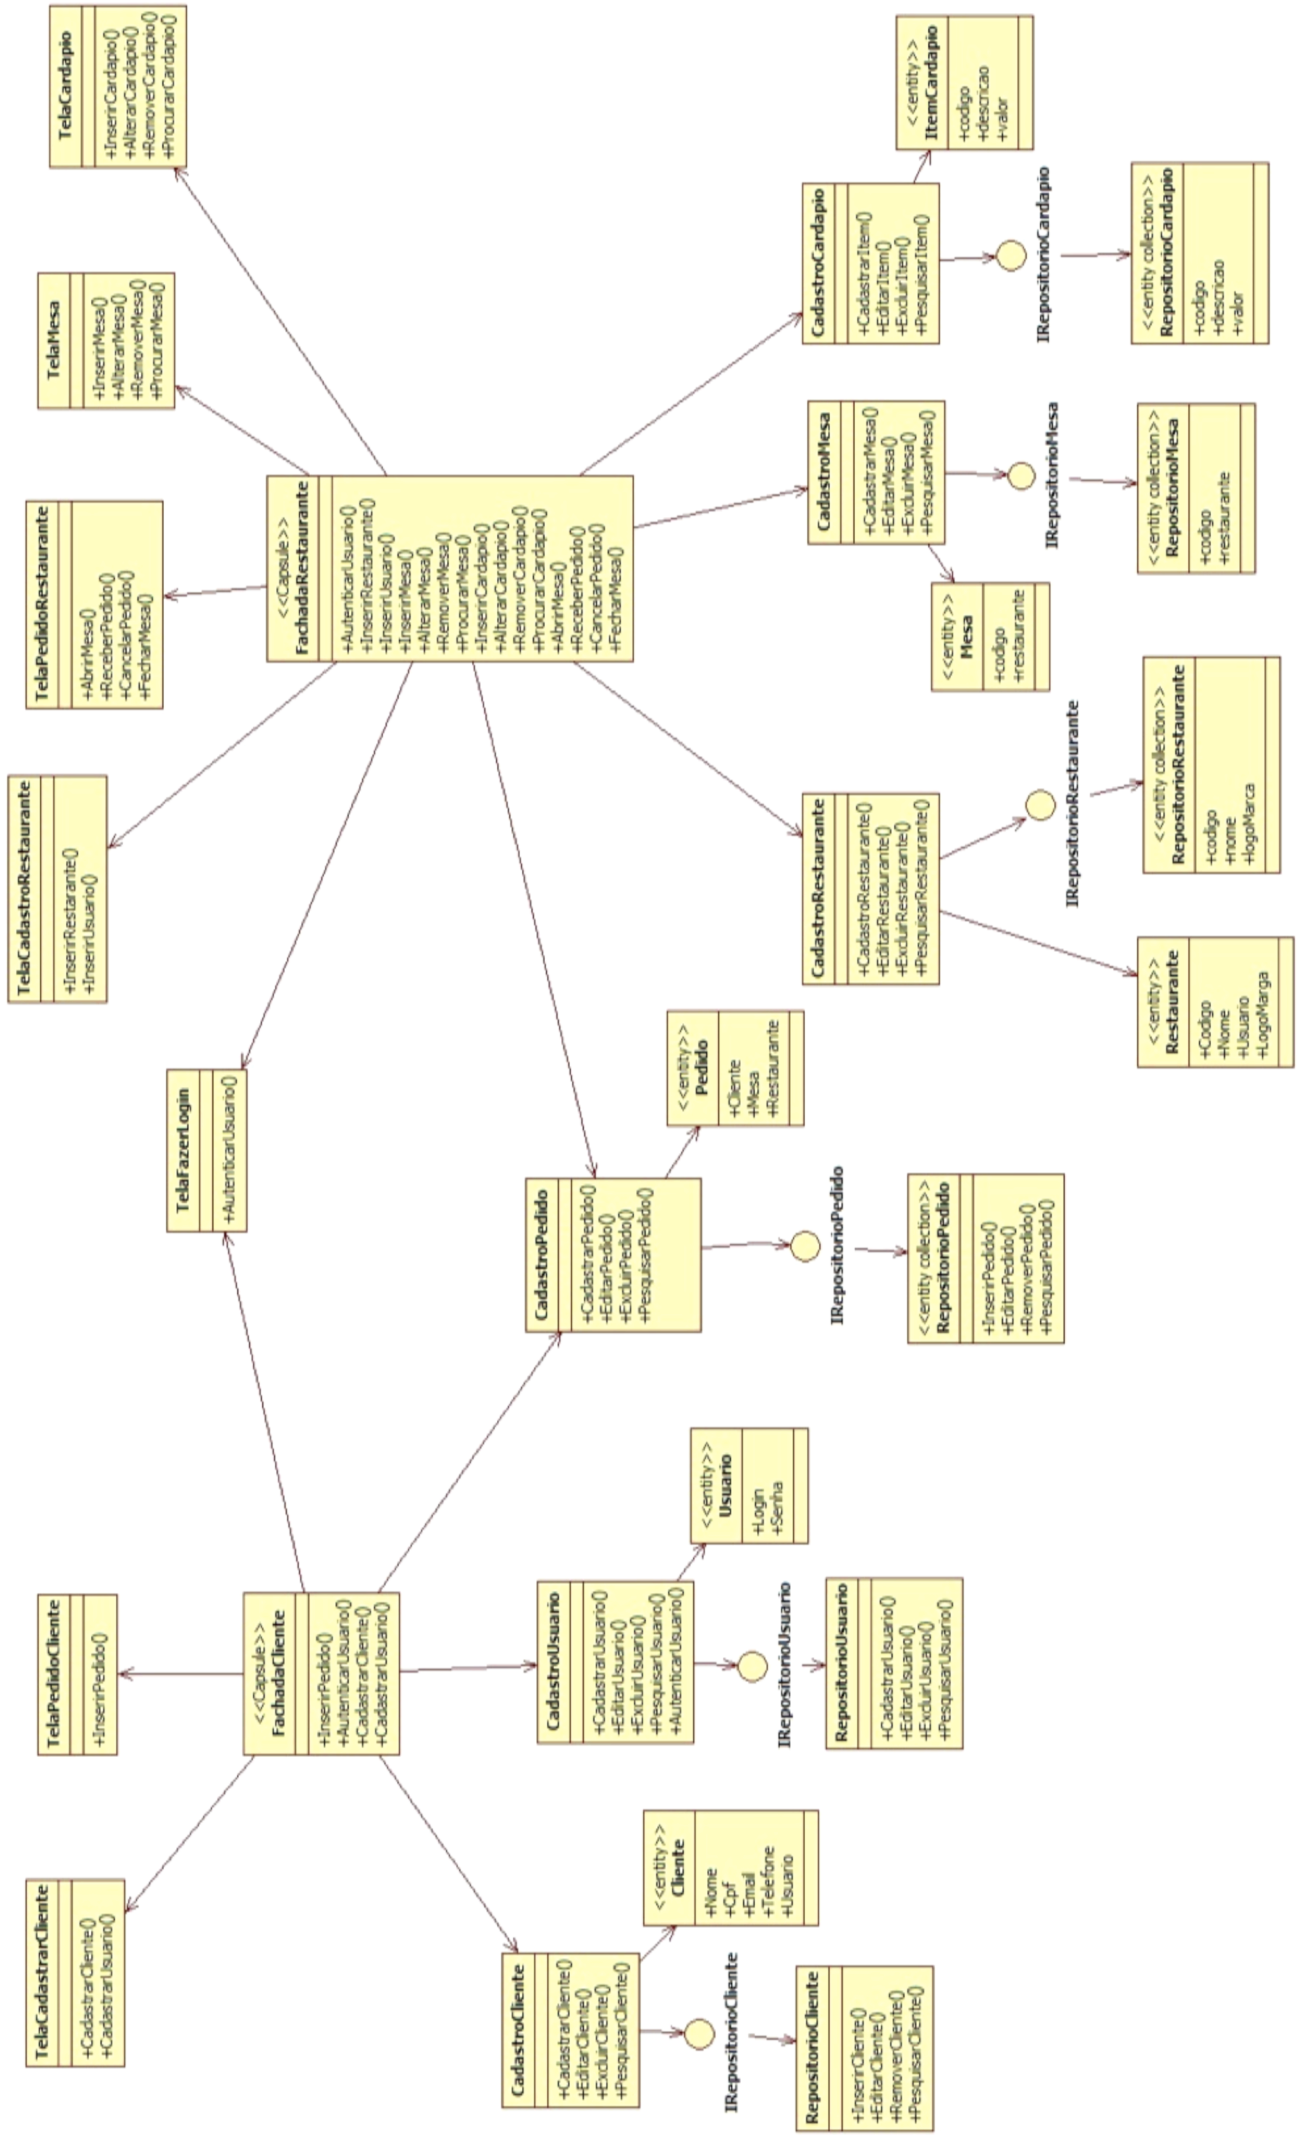 TelaCadastrarCliente
+CadastrarCliente()
+CadastrarUsuario()
TelaPedidoCliente
+InserirPedido()
TelaFazerLogin
+AutenticarUsuario()
TelaCadastroRestaurante
+InserirRestarante()
+InserirUsuario()
TelaPedidoRestaurante
+AbrirMesa()
+ReceberPedido()
+CancelarPedido()
+FecharMesa()
TelaMesa
+InserirMesa()
+AlterarMesa()
+RemoverMesa()
+ProcurarMesa()
TelaCardapio
+InserirCardapio()
+AlterarCardapio()
+RemoverCardapio()
+ProcurarCardapio()
<<Capsule>>
FachadaCliente
+InserirPedido()
+AutenticarUsuario()
+CadastrarCliente()
+CadastrarUsuario()
<<Capsule>>
FachadaRestaurante
+AutenticarUsuario()
+InserirRestaurante()
+InserirUsuario()
+InserirMesa()
+AlterarMesa()
+RemoverMesa()
+ProcurarMesa()
+InserirCardapio()
+AlterarCardapio()
+RemoverCardapio()
+ProcurarCardapio()
+AbrirMesa()
+ReceberPedido()
+CancelarPedido()
+FecharMesa()
CadastroCliente
+CadastrarCliente()
+EditarCliente()
+ExcluirCliente()
+PesquisarCliente()
<<entity>>
Cliente
+Nome
+Cpf
+Email
+Telefone
+Usuario
IRepositorioCliente
RepositorioCliente
+InserirCliente()
+EditarCliente()
+RemoverCliente()
+PesquisarCliente()
CadastroUsuario
+CadastrarUsuario()
+EditarUsuario()
+ExcluirUsuario()
+PesquisarUsuario()
+AutenticarUsuario()
<<entity>>
Usuario
+Login
+Senha
IRepositorioUsuario
RepositorioUsuario
+CadastrarUsuario()
+EditarUsuario()
+ExcluirUsuario()
+PesquisarUsuario()
CadastroPedido
+CadastrarPedido()
+EditarPedido()
+ExcluirPedido()
+PesquisarPedido()
<<entity>>
Pedido
+Cliente
+Mesa
+Restaurante
IRepositorioPedido
<<entity collection>>
RepositorioPedido
+InserirPedido()
+EditarPedido()
+RemoverPedido()
+PesquisarPedido()
CadastroRestaurante
+CadastroRestaurante()
+EditarRestaurante()
+ExcluirRestaurante()
+PesquisarRestaurante()
<<entity>>
Restaurante
+Codigo
+Nome
+Usuario
+LogoMarga
IRepositorioRestaurante
<<entity collection>>
RepositorioRestaurante
+codigo
+nome
+logoMarca
CadastroMesa
+CadastrarMesa()
+EditarMesa()
+ExcluirMesa()
+PesquisarMesa()
<<entity>>
Mesa
+codigo
+restaurante
IRepositorioMesa
<<entity collection>>
RepositorioMesa
+codigo
+restaurante
CadastroCardapio
+CadastrarItem()
+EditarItem()
+ExcluirItem()
+PesquisarItem()
<<entity>>
ItemCardapio
+codigo
+descricao
+valor
IRepositorioCardapio
<<entity collection>>
RepositorioCardapio
+codigo
+descricao
+valor